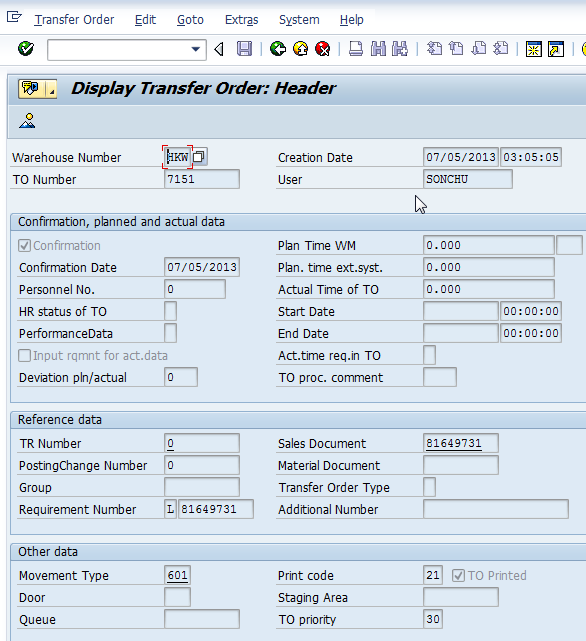 Transfer Order Edit Goto Extras System Help
Display Transfer Order: Header
Warehouse Number HKW Creation Date 07/05/2013 03:05:05
TO Number 7151 User SONCHU
Confirmation, planned and actual data
Confirmation Plan Time WM 0.000
Confirmation Date 07/05/2013 Plan. time ext.syst. 0.000
Personnel No. 0 Actual Time of TO 0.000
HR status of TO Start Date 00:00:00
PerformanceData End Date 00:00:00
Input rqmnt for act.data Act.time req.in TO
Deviation pln/actual 0 TO proc. comment
Reference data
TR Number 0 Sales Document 81649731
PostingChange Number 0 Material Document
Group Transfer Order Type
Requirement Number L 81649731 Additional Number
Other data
Movement Type 601 Print code 21 TO Printed
Door Staging Area
Queue TO priority 30